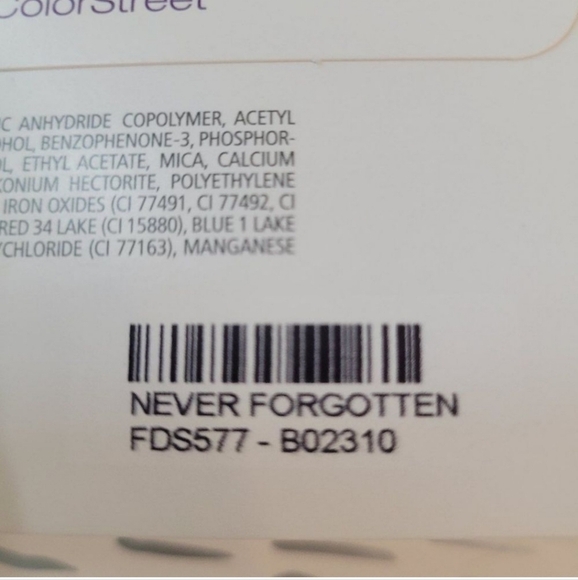 ColorStreet
C ANHYDRIDE COPOLYMER, ACETYL
HOL, BENZOPHENONE-3, PHOSPHOR-
L, ETHYL ACETATE, MICA, CALCIUM
KONIUM HECTORITE, POLYETHYLENE
IRON OXIDES (CI 77491, CI 77492, CI
RED 34 LAKE (CI 15880), BLUE 1 LAKE
YCHLORIDE (CI 77163), MANGANESE
NEVER FORGOTTEN
FDS577 - B02310